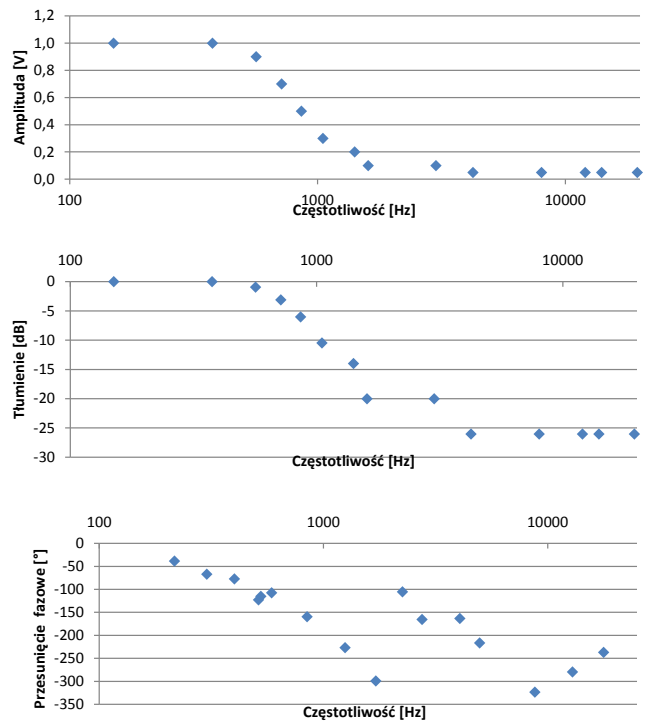 1,2
1,0
0,8
0,6
0,4
0,2
0,0
Amplituda [V]
100 1000 10000
Częstotliwość [Hz]
100 1000 10000
0
-5
-10
-15
-20
-25
-30
Tłumienie [dB]
Częstotliwość [Hz]
100 1000 10000
0
-50
-100
-150
-200
-250
-300
-350
Przesunięcie fazowe [°]
Częstotliwość [Hz]